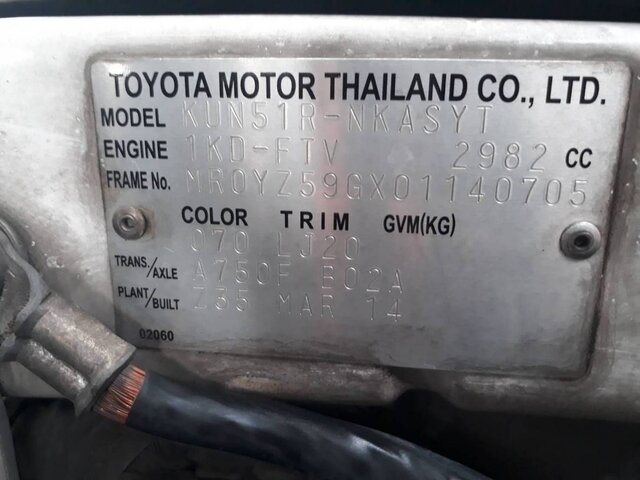 TOYOTA MOTOR THAILAND CO., LTD.
MODEL KUN51R-NKASYT
ENGINE 1KD-FTV 2982 CC
FRAME No. MR0YZ59GX01140705
COLOR TRIM GVM(KG)
070 LJ20
TRANS./AXLE A750F B02A
PLANT/BUILT Z35 MAR 14
02060